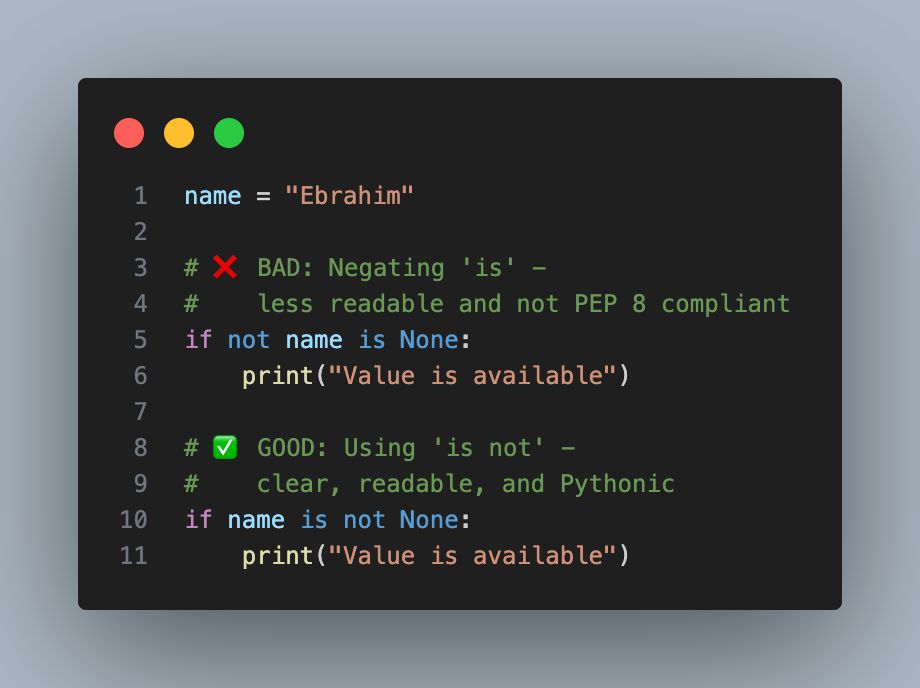 1 name = "Ebrahim"
2
3 # ❌ BAD: Negating 'is' –
4 #    less readable and not PEP 8 compliant
5 if not name is None:
6     print("Value is available")
7
8 # ✅ GOOD: Using 'is not' –
9 #    clear, readable, and Pythonic
10 if name is not None:
11     print("Value is available")